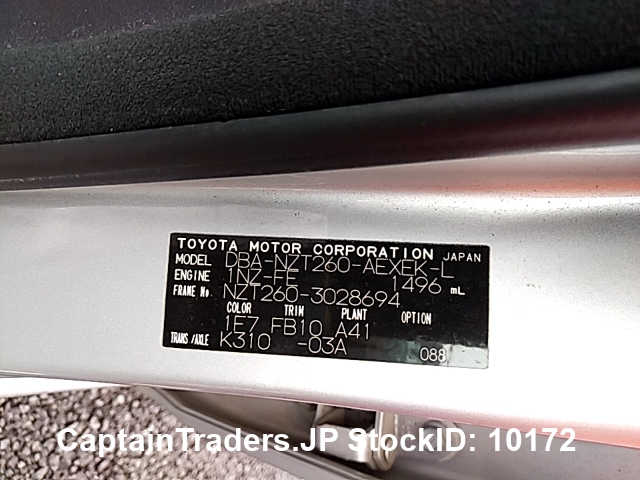 TOYOTA MOTOR CORPORATION JAPAN
MODEL DBA-NZT260-AEXEK-L
ENGINE 1NZ-FE 1496 mL
FRAME No. NZT260-3028694
COLOR TRIM PLANT OPTION
1E7 FB10 A41
TRANS/AXLE K310 -03A 088
CaptainTraders.JP StockID: 10172